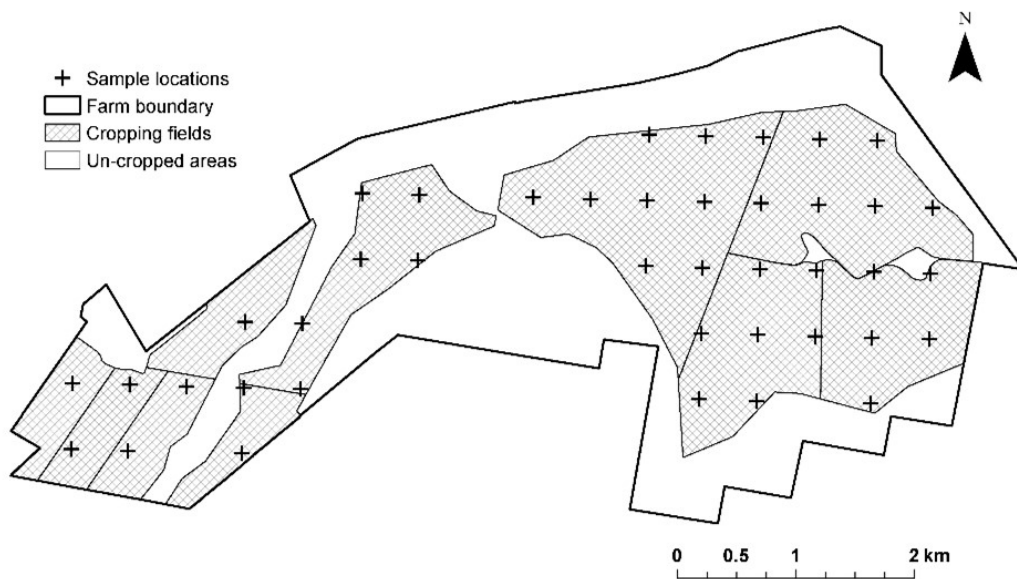 N
Sample locations
Farm boundary
Cropping fields
Un-cropped areas
0 0.5 1 2 km